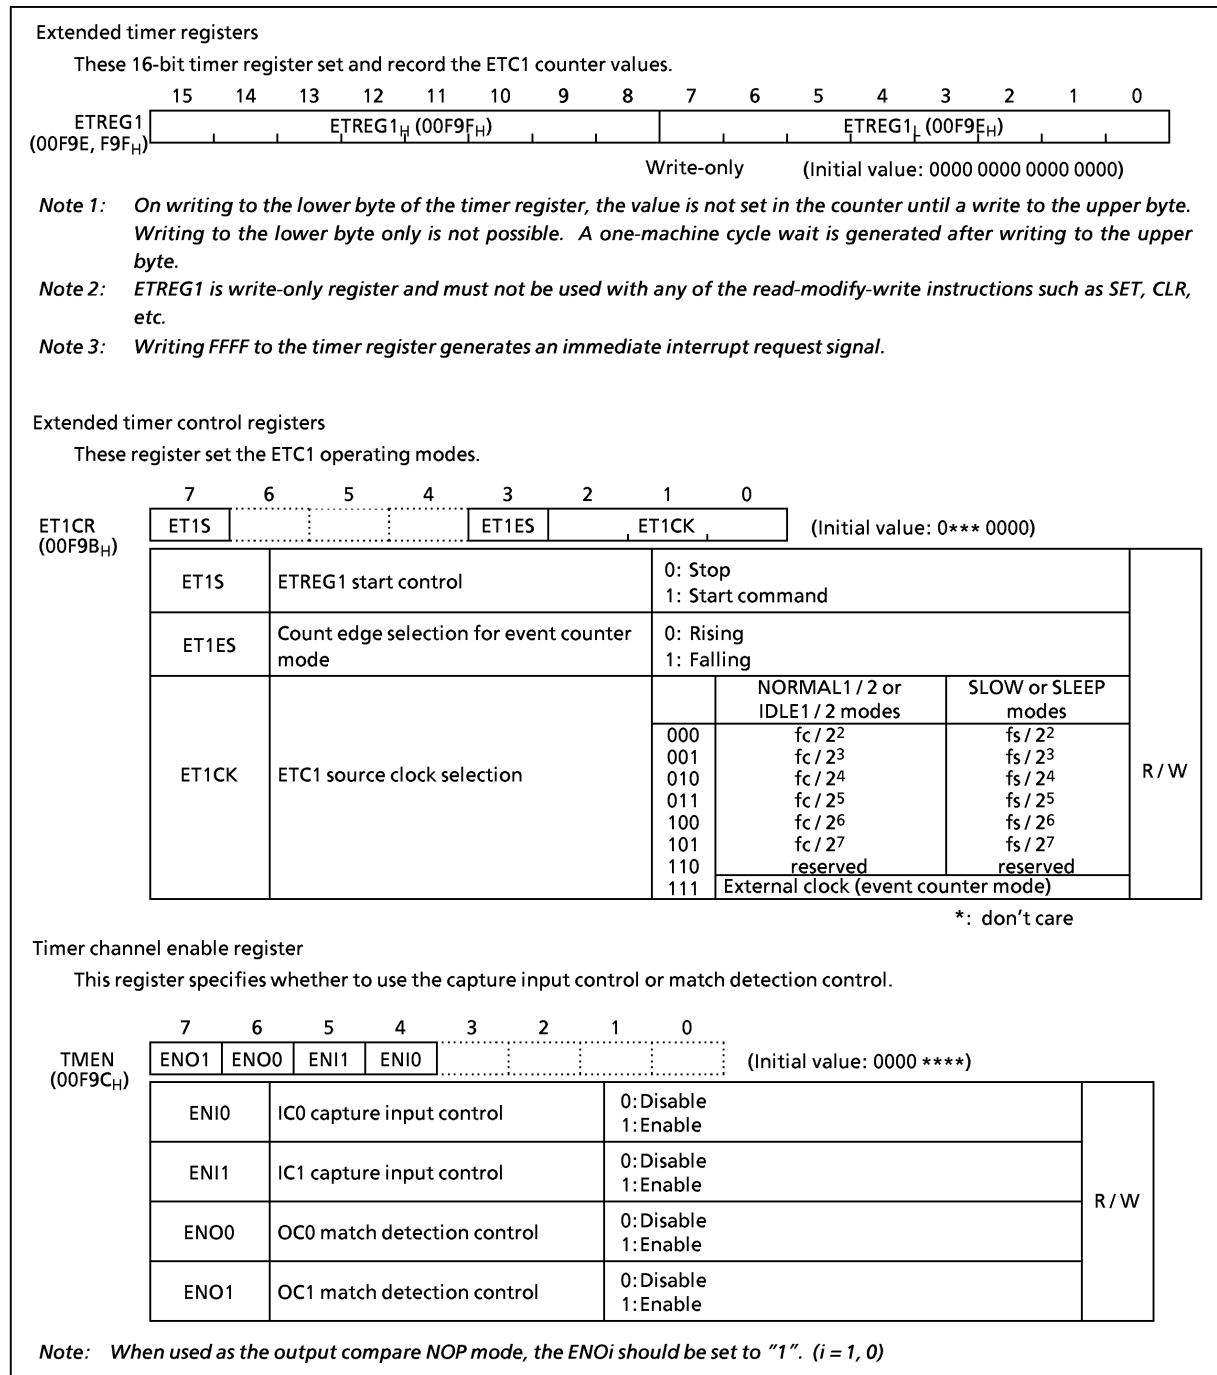 Extended timer registers
These 16-bit timer register set and record the ETC1 counter values.
15 14 13 12 11 10 9 8 7 6 5 4 3 2 1 0
ETREG1 ETREG1H (00F9FH) ETREG1L (00F9EH)
(00F9E, F9FH)
Write-only (Initial value: 0000 0000 0000 0000)
Note 1: On writing to the lower byte of the timer register, the value is not set in the counter until a write to the upper byte.
Writing to the lower byte only is not possible. A one-machine cycle wait is generated after writing to the upper
byte.
Note 2: ETREG1 is write-only register and must not be used with any of the read-modify-write instructions such as SET, CLR,
etc.
Note 3: Writing FFFF to the timer register generates an immediate interrupt request signal.
Extended timer control registers
These register set the ETC1 operating modes.
7 6 5 4 3 2 1 0
ET1CR ET1S ET1ES ET1CK (Initial value: 0*** 0000)
(00F9BH)
ET1S ETREG1 start control 0: Stop
1: Start command
ET1ES Count edge selection for event counter 0: Rising
mode 1: Falling
NORMAL1 / 2 or SLOW or SLEEP
IDLE1 / 2 modes modes
000 fc / 2² fs / 2²
001 fc / 2³ fs / 2³
ET1CK ETC1 source clock selection 010 fc / 2⁴ fs / 2⁴ R / W
011 fc / 2⁵ fs / 2⁵
100 fc / 2⁶ fs / 2⁶
101 fc / 2⁷ fs / 2⁷
110 reserved reserved
111 External clock (event counter mode)
*: don't care
Timer channel enable register
This register specifies whether to use the capture input control or match detection control.
7 6 5 4 3 2 1 0
TMEN ENO1 ENO0 ENI1 ENI0 (Initial value: 0000 ****)
(00F9CH)
ENI0 IC0 capture input control 0:Disable
1:Enable
ENI1 IC1 capture input control 0:Disable
1:Enable
R / W
ENO0 OC0 match detection control 0:Disable
1:Enable
ENO1 OC1 match detection control 0:Disable
1:Enable
Note: When used as the output compare NOP mode, the ENOi should be set to ″1″. (i = 1, 0)